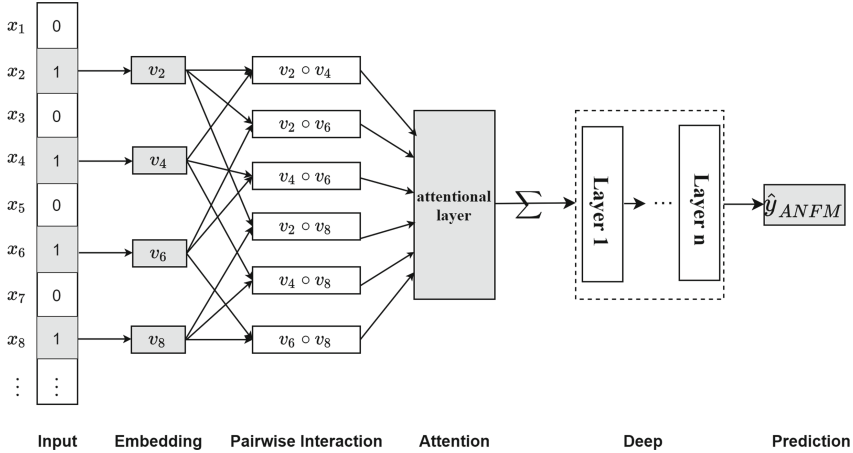 x₁ 0
x₂ 1 v₂ v₂ ∘ v₄
x₃ 0 v₂ ∘ v₆
x₄ 1 v₄ v₄ ∘ v₆
x₅ 0 v₂ ∘ v₈
x₆ 1 v₆ v₄ ∘ v₈
x₇ 0
x₈ 1 v₈ v₆ ∘ v₈
⋮ ⋮
attentional
layer
∑
Layer 1
...
Layer n
ŷ_ANFM
Input Embedding Pairwise Interaction Attention Deep Prediction